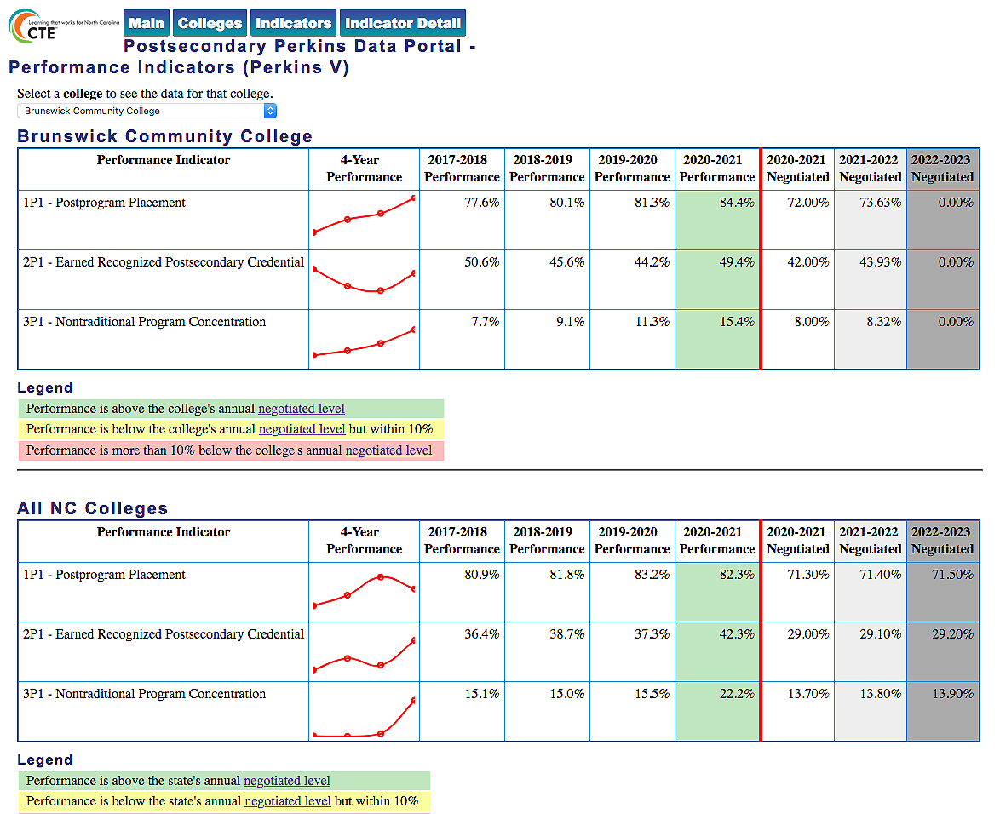 Learning that works for North Carolina
CTE
Main Colleges Indicators Indicator Detail
Postsecondary Perkins Data Portal -
Performance Indicators (Perkins V)
Select a college to see the data for that college.
Brunswick Community College
Brunswick Community College
Performance Indicator 4-Year 2017-2018 2018-2019 2019-2020 2020-2021 2020-2021 2021-2022 2022-2023
Performance Performance Performance Performance Performance Negotiated Negotiated Negotiated
1P1 - Postprogram Placement 77.6% 80.1% 81.3% 84.4% 72.00% 73.63% 0.00%
2P1 - Earned Recognized Postsecondary Credential 50.6% 45.6% 44.2% 49.4% 42.00% 43.93% 0.00%
3P1 - Nontraditional Program Concentration 7.7% 9.1% 11.3% 15.4% 8.00% 8.32% 0.00%
Legend
Performance is above the college's annual negotiated level
Performance is below the college's annual negotiated level but within 10%
Performance is more than 10% below the college's annual negotiated level
All NC Colleges
Performance Indicator 4-Year 2017-2018 2018-2019 2019-2020 2020-2021 2020-2021 2021-2022 2022-2023
Performance Performance Performance Performance Performance Negotiated Negotiated Negotiated
1P1 - Postprogram Placement 80.9% 81.8% 83.2% 82.3% 71.30% 71.40% 71.50%
2P1 - Earned Recognized Postsecondary Credential 36.4% 38.7% 37.3% 42.3% 29.00% 29.10% 29.20%
3P1 - Nontraditional Program Concentration 15.1% 15.0% 15.5% 22.2% 13.70% 13.80% 13.90%
Legend
Performance is above the state's annual negotiated level
Performance is below the state's annual negotiated level but within 10%